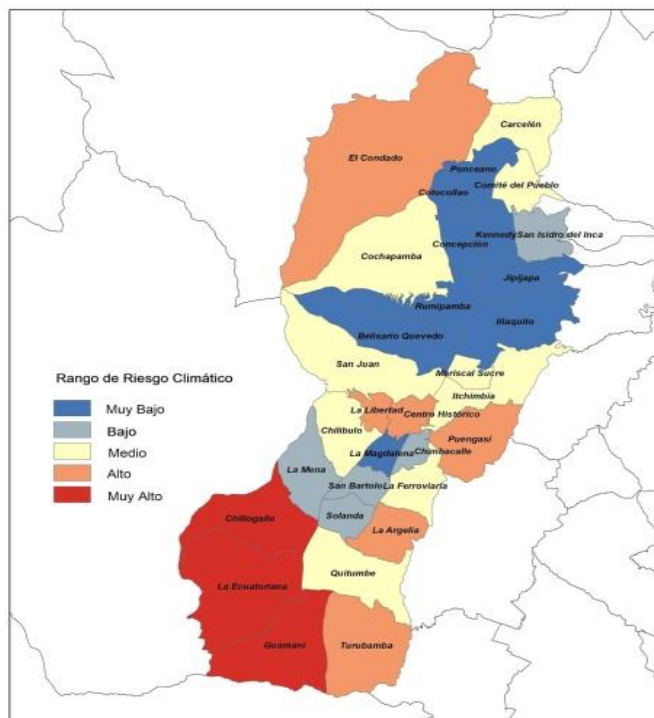 Carcelén
El Condado
Ponceano
Comité del Pueblo
Cotocollao
Kennedy
San Isidro del Inca
Concepción
Cochapamba
Jipijapa
Rumipamba
Iñaquito
Belisario Quevedo
San Juan
Mariscal Sucre
Itchimbía
La Libertad
Centro Histórico
Chilibulo
Puengasí
La Magdalena
Chimbacalle
La Mena
San Bartolo
La Ferroviaria
Solanda
Chillogallo
La Argelia
Quitumbe
La Ecuatoriana
Guamaní
Turubamba
Rango de Riesgo Climático
Muy Bajo
Bajo
Medio
Alto
Muy Alto